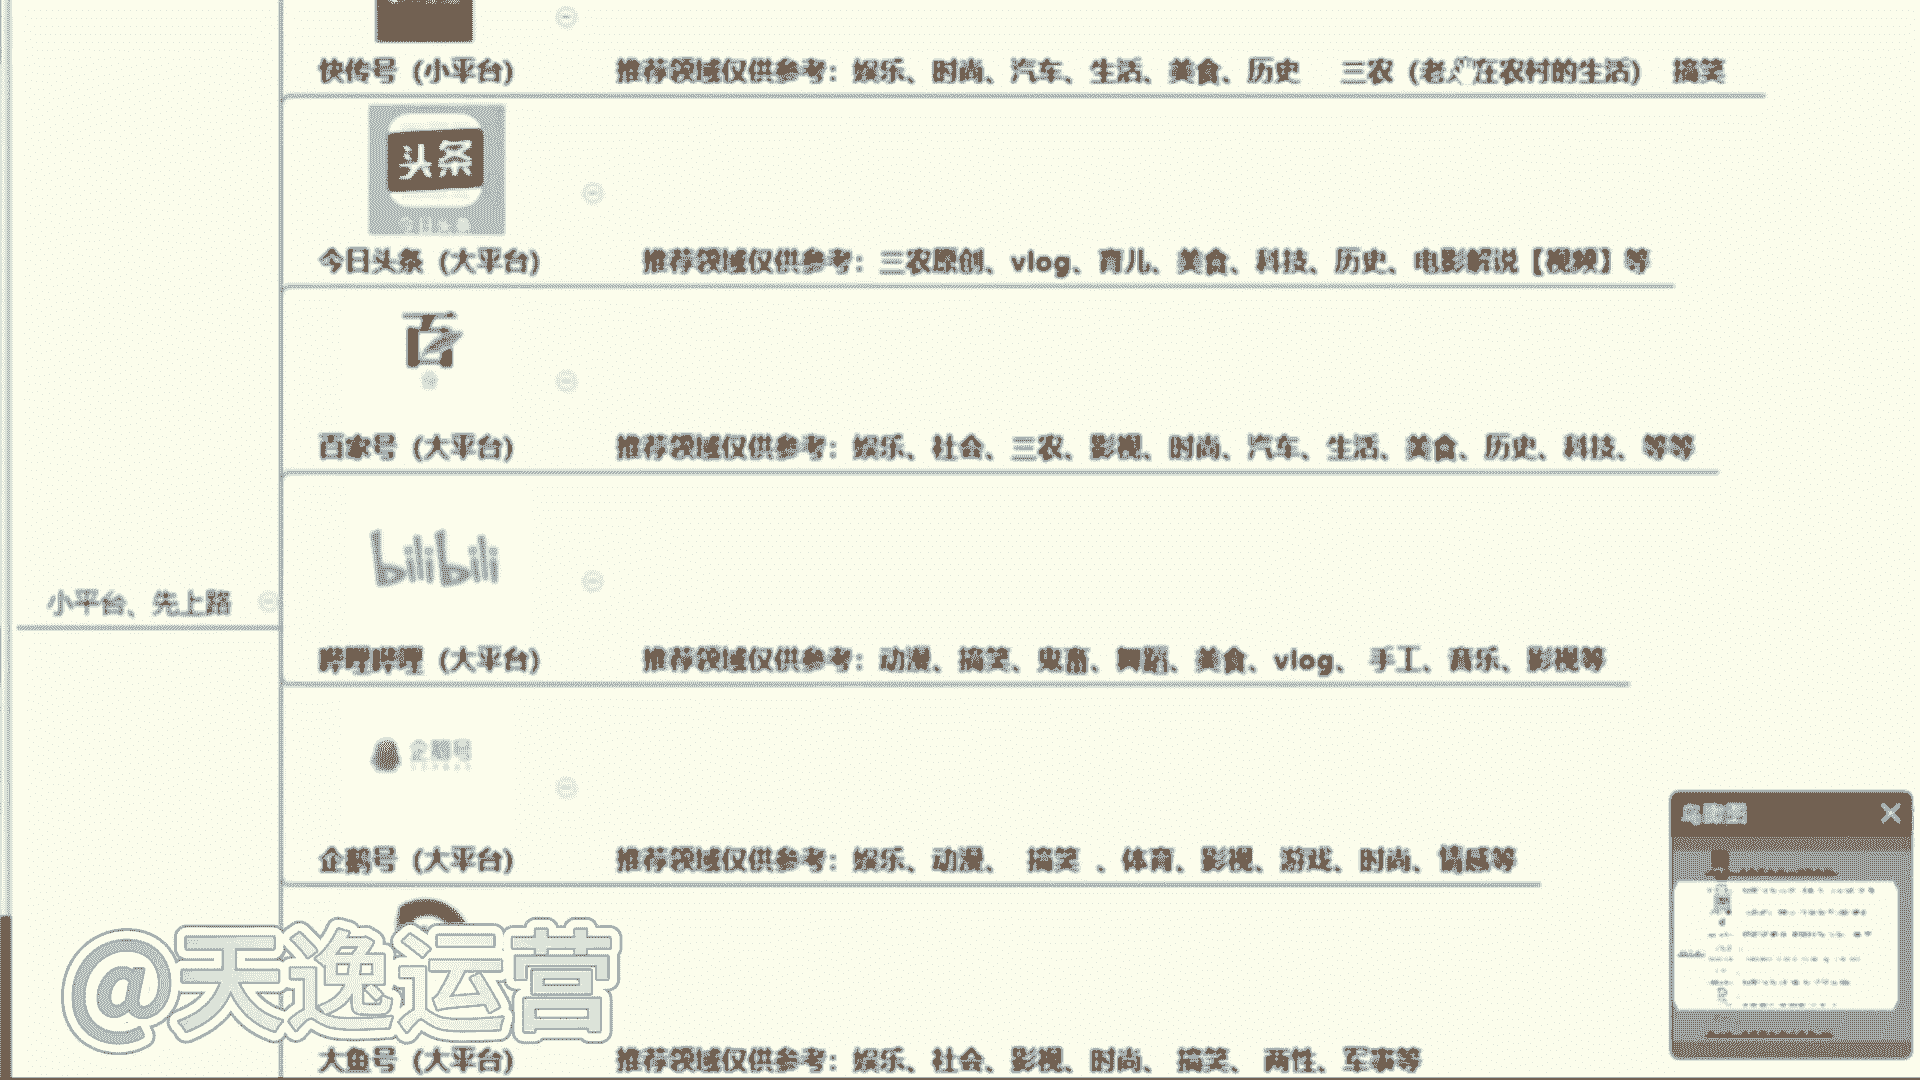 快传号（小平台） 推荐领域仅供参考：娱乐、时尚、汽车、生活、美食、历史 三农（老人在农村的生活） 搞笑
头条
今日头条
今日头条（大平台） 推荐领域仅供参考：三农原创、vlog、育儿、美食、科技、历史、电影解说【视频】等
百
百家号（大平台） 推荐领域仅供参考：娱乐、社会、三农、影视、时尚、汽车、生活、美食、历史、科技、等等
bilibili
小平台、先上路
哔哩哔哩（大平台） 推荐领域仅供参考：动漫、搞笑、鬼畜、舞蹈、美食、vlog、 手工、音乐、影视等
企鹅号
企鹅号（大平台） 推荐领域仅供参考：娱乐、动漫、 搞笑 、体育、影视、游戏、时尚、情感等
鸟瞰图
@天逸运营
大鱼号（大平台） 推荐领域仅供参考：娱乐、社会、影视、时尚、 搞笑、 两性、军事等